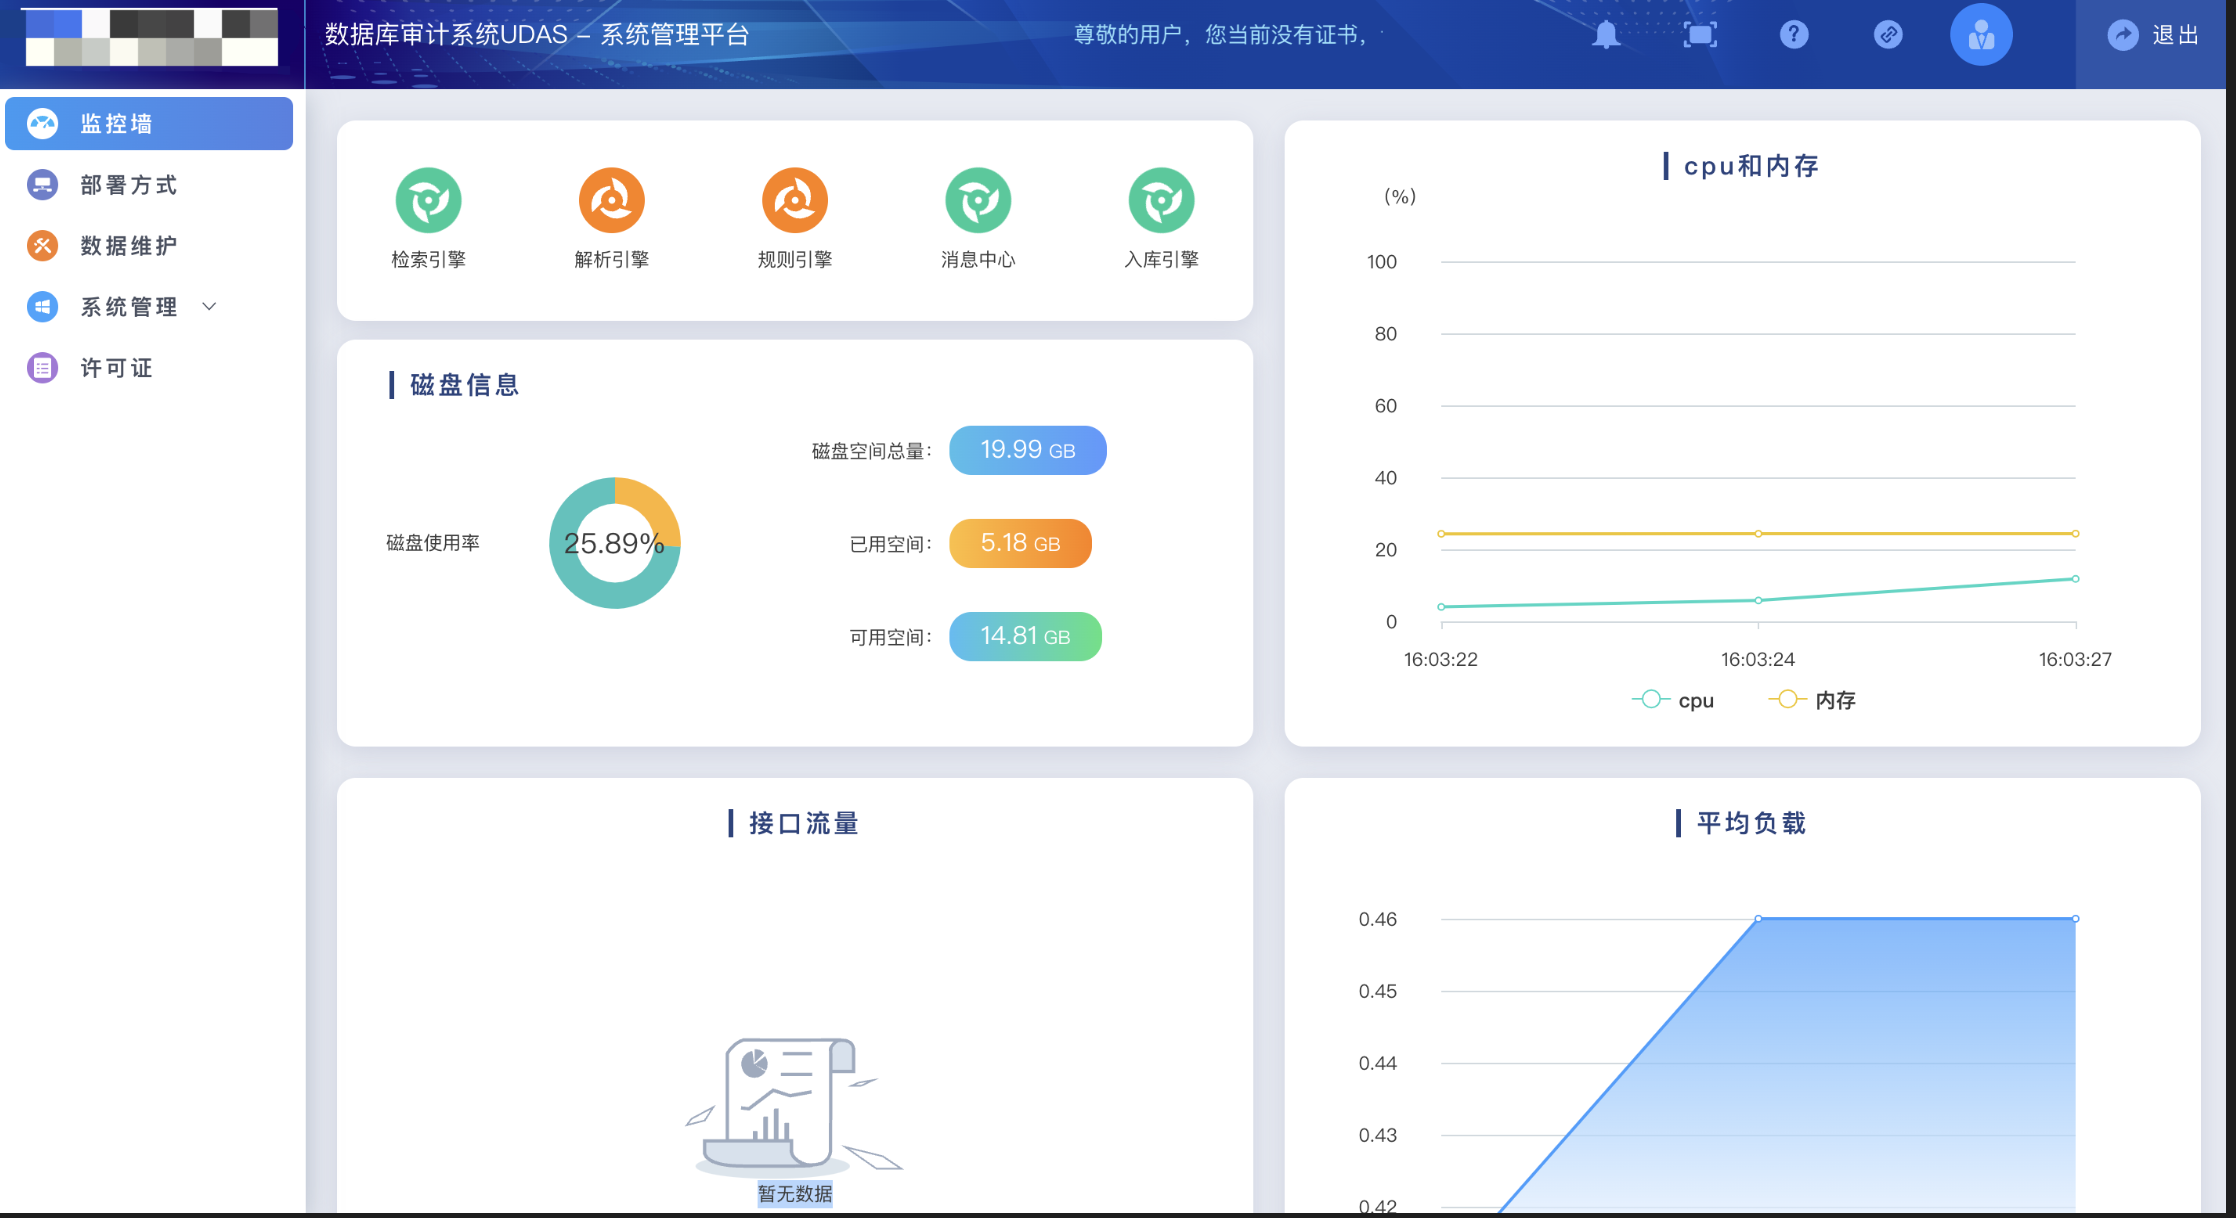 数据库审计系统UDAS – 系统管理平台
尊敬的用户，您当前没有证书，
退出
监控墙
部署方式
数据维护
系统管理
许可证
检索引擎
解析引擎
规则引擎
消息中心
入库引擎
磁盘信息
磁盘使用率
25.89%
磁盘空间总量：
19.99 GB
已用空间：
5.18 GB
可用空间：
14.81 GB
cpu和内存
(%)
100
80
60
40
20
0
16:03:22
16:03:24
16:03:27
cpu
内存
接口流量
暂无数据
平均负载
0.46
0.45
0.44
0.43
0.42